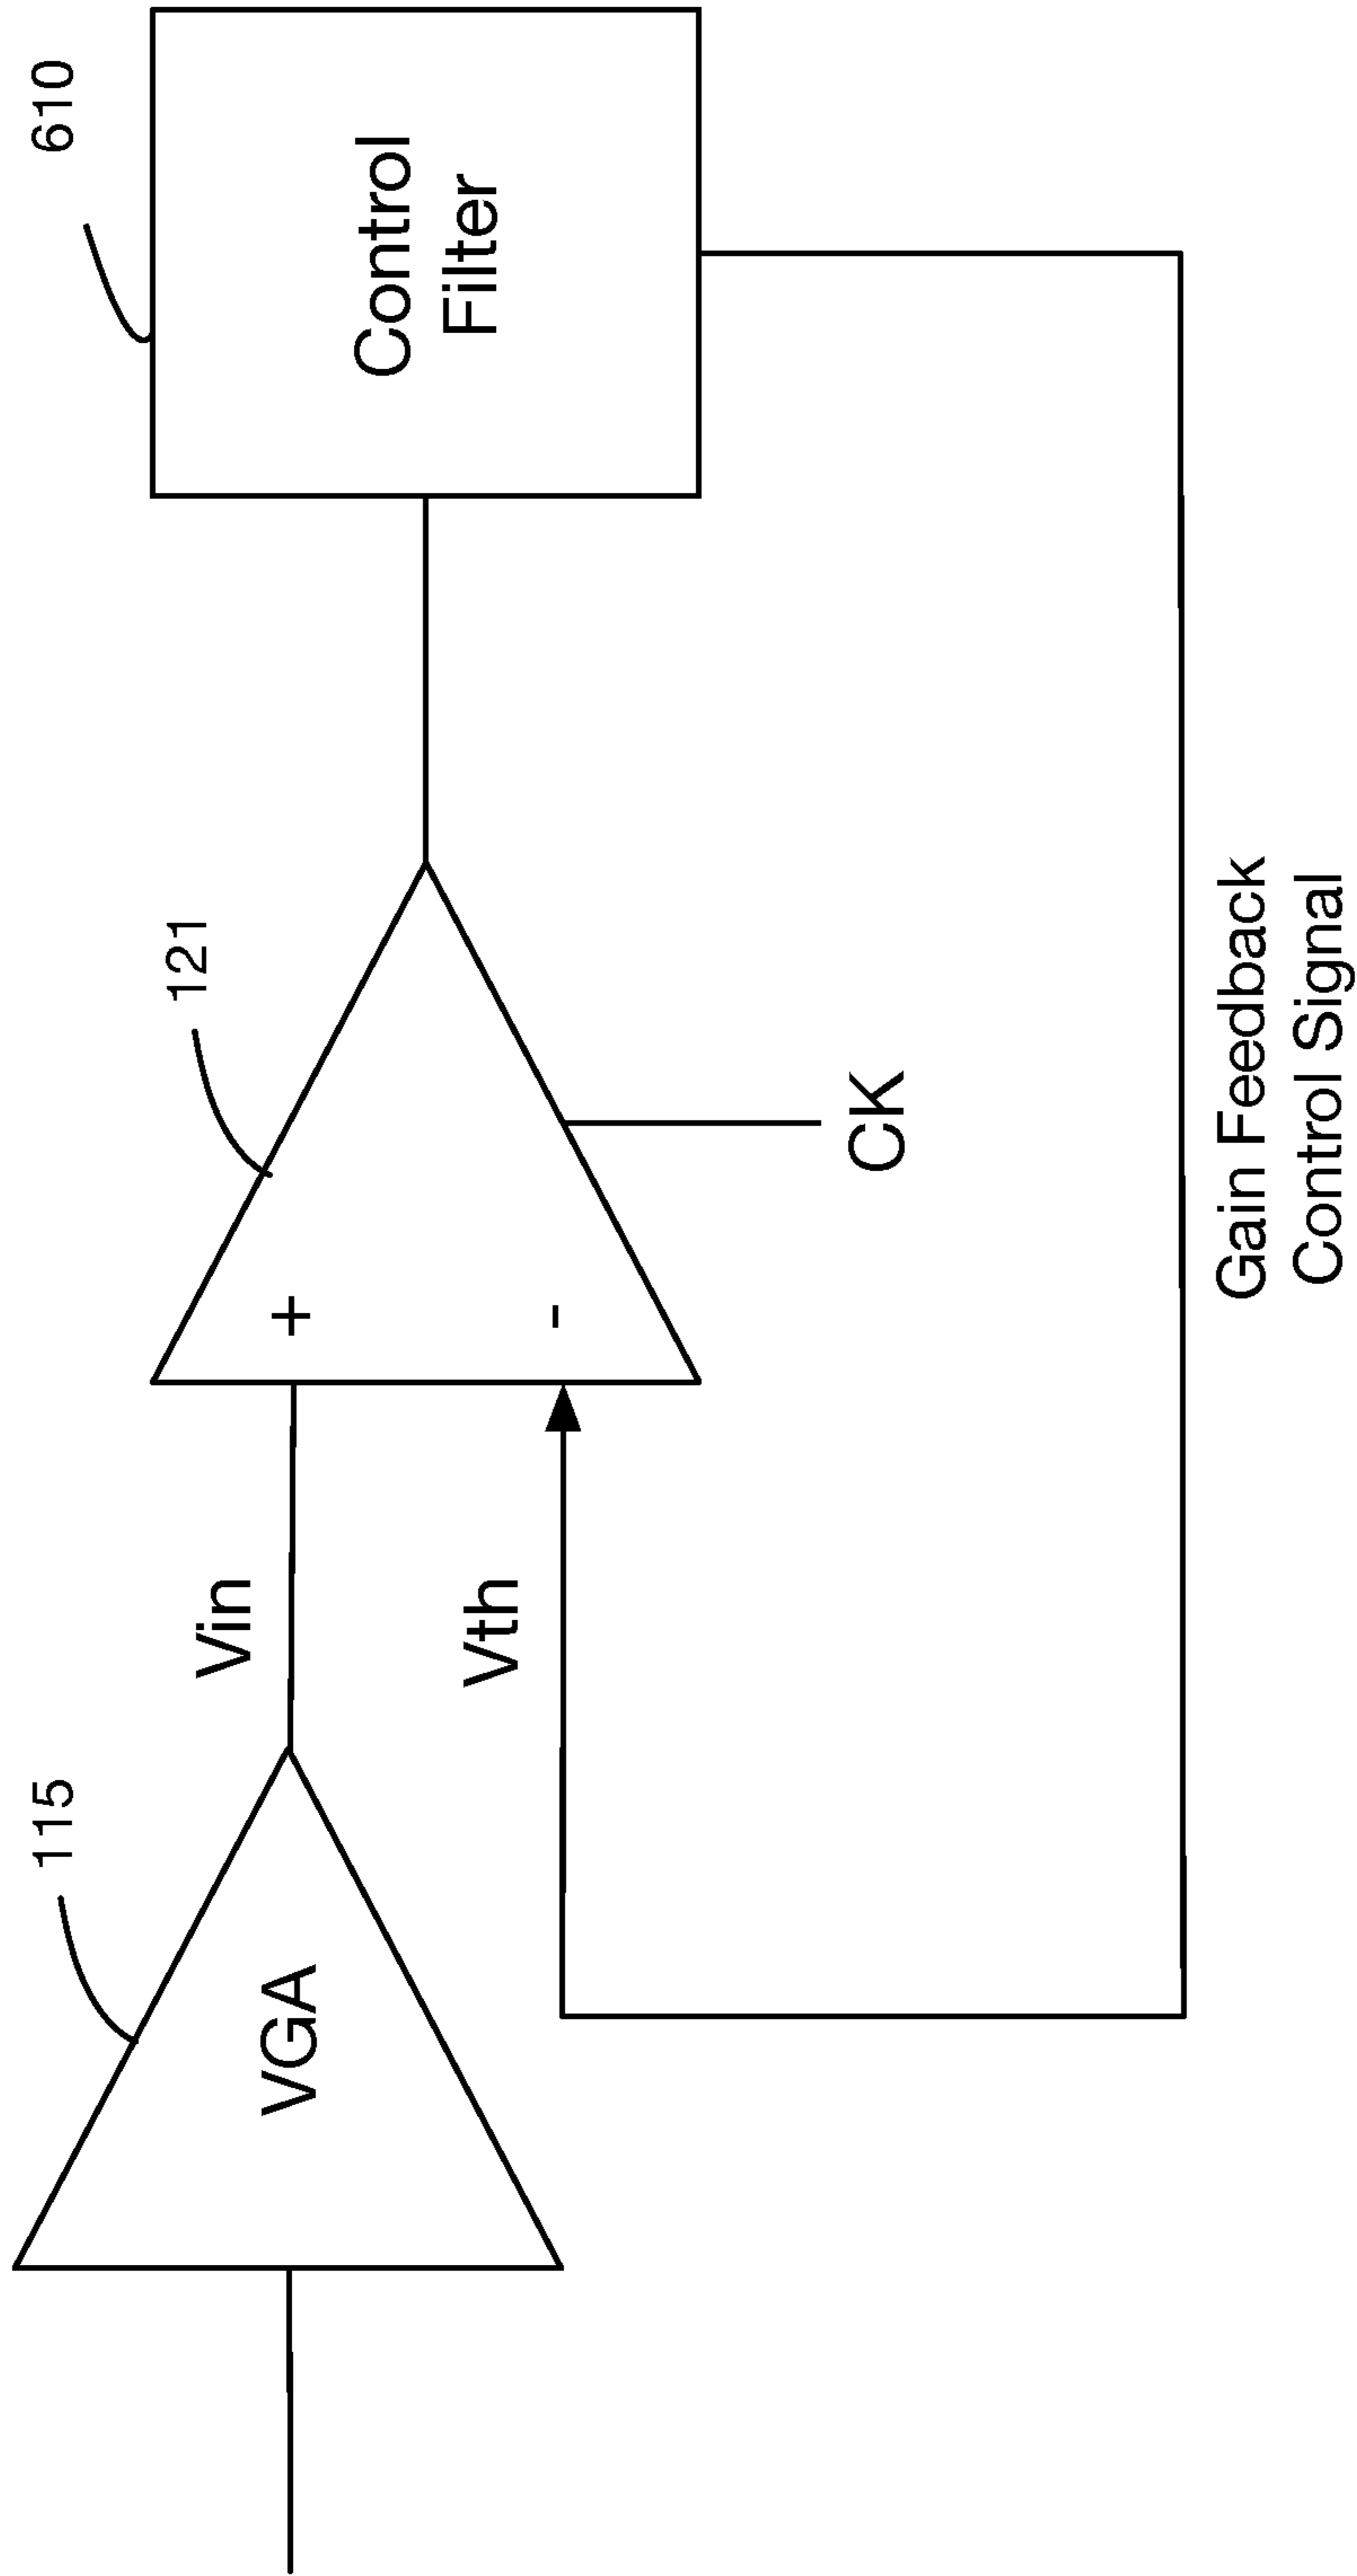 115
VGA
Vin
Vth
121
+
-
CK
610
Control
Filter
Gain Feedback
Control Signal